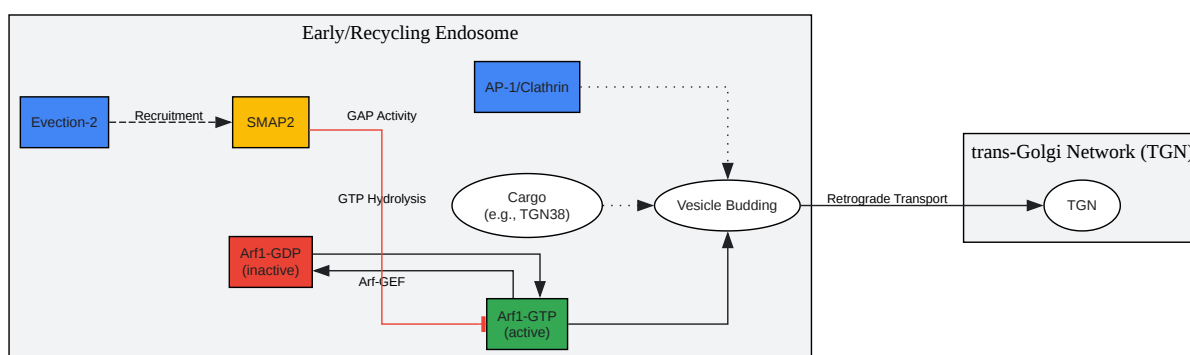 Early/Recycling Endosome
AP-1/Clathrin
Evection-2
Recruitment
SMAP2
GAP Activity
trans-Golgi Network (TGN)
GTP Hydrolysis
Cargo
(e.g., TGN38)
Vesicle Budding
Retrograde Transport
TGN
Arf1-GDP
(inactive)
Arf-GEF
Arf1-GTP
(active)